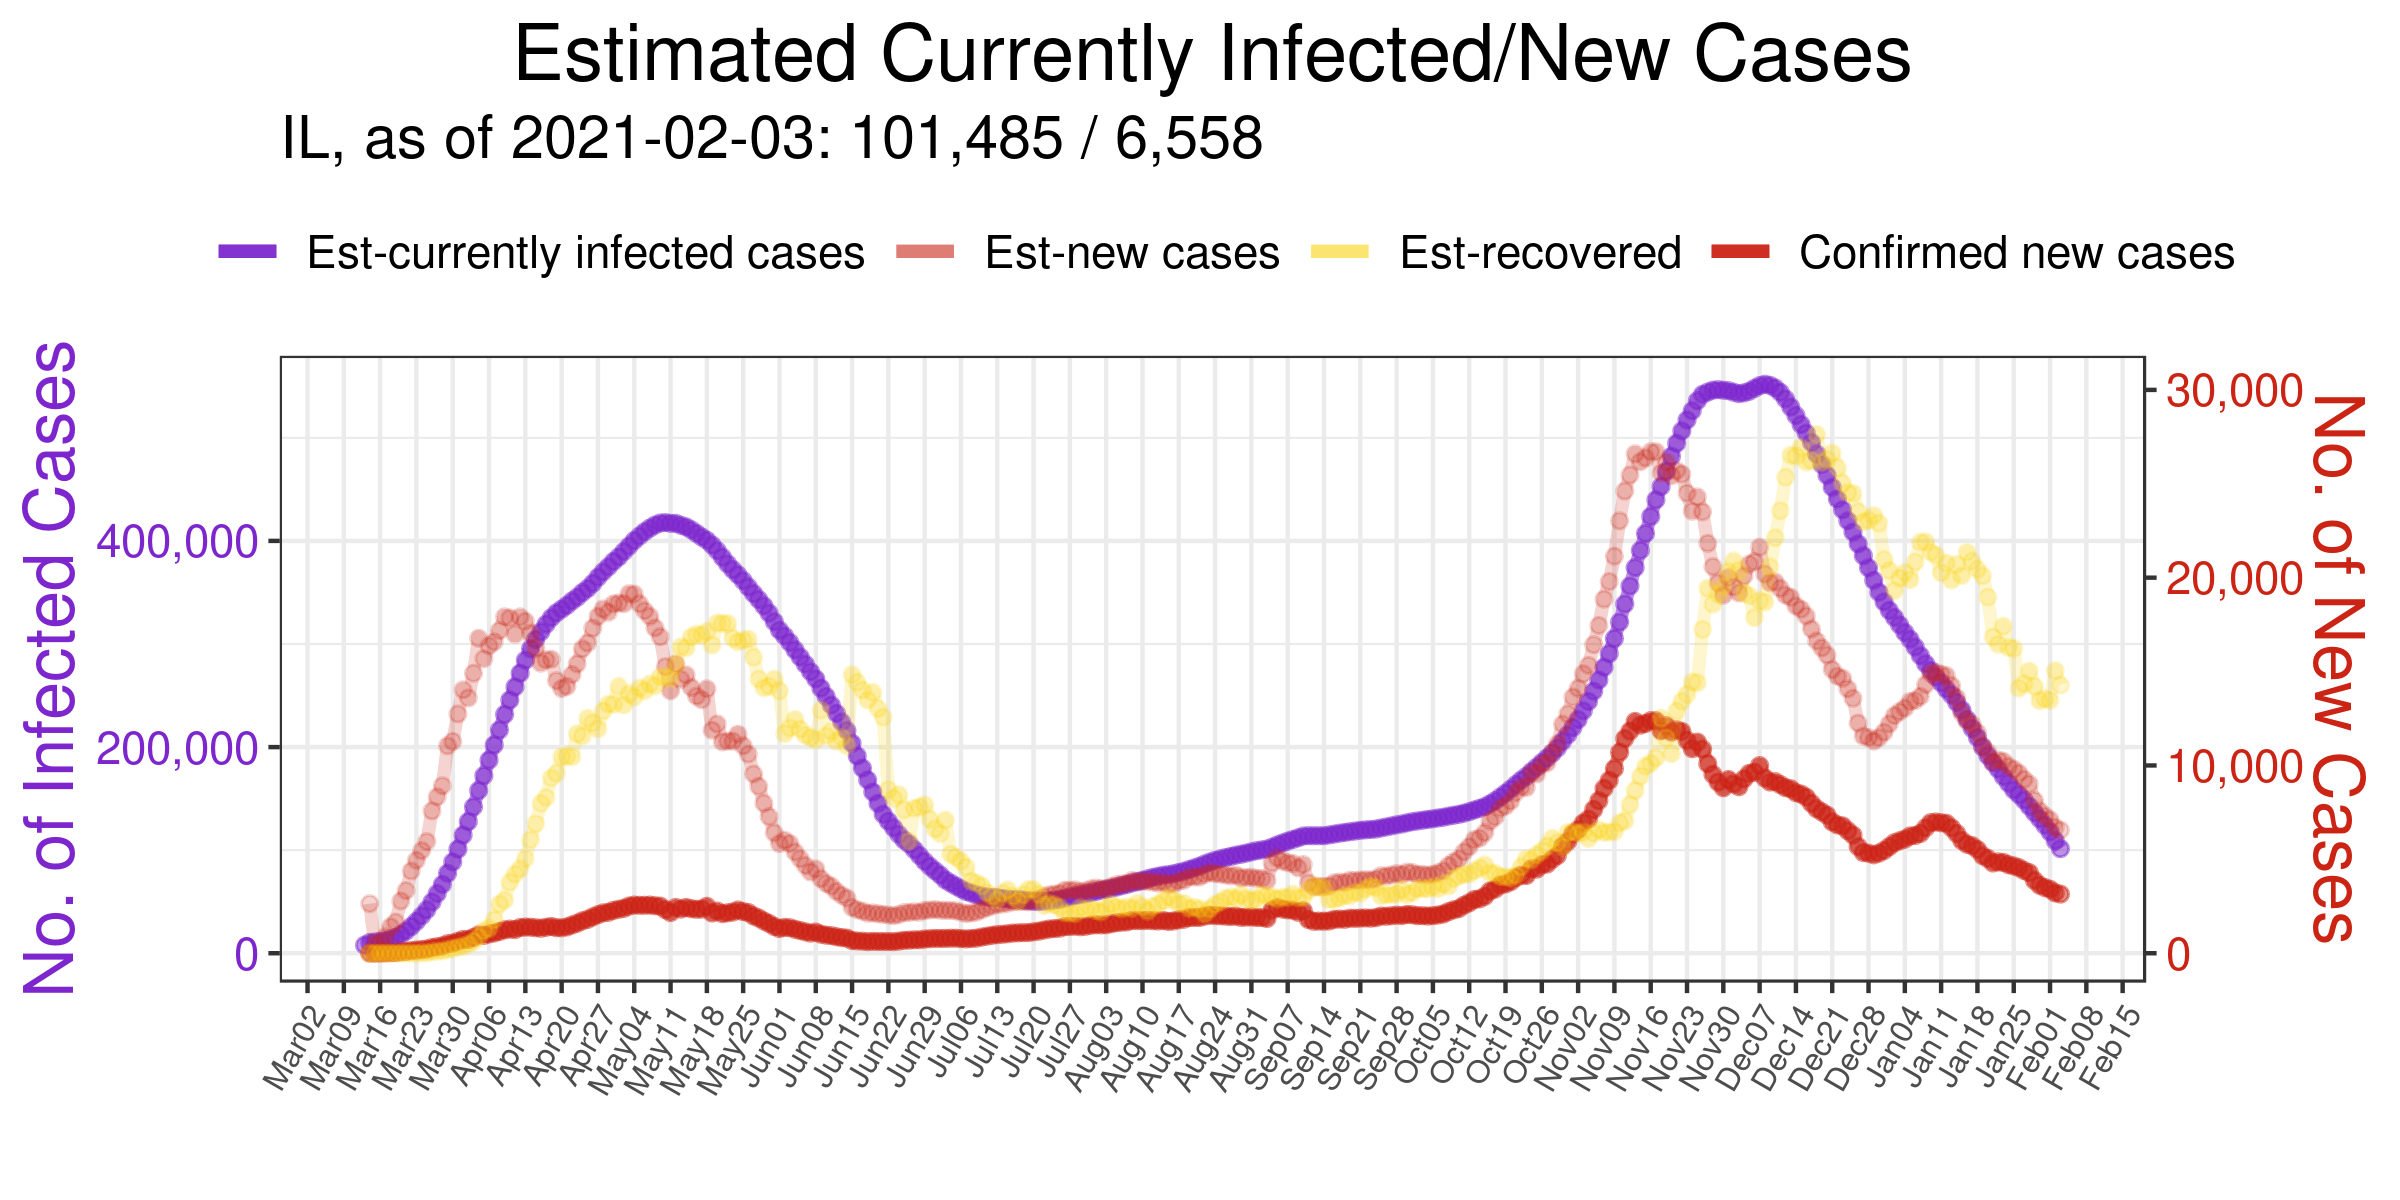 Estimated Currently Infected/New Cases
IL, as of 2021-02-03: 101,485 / 6,558
Est-currently infected cases Est-new cases Est-recovered Confirmed new cases
No. of Infected Cases
400,000
200,000
0
30,000
20,000
10,000
0
No. of New Cases
Mar02 Mar09 Mar16 Mar23 Mar30 Apr06 Apr13 Apr20 Apr27 May04 May11 May18 May25 Jun01 Jun08 Jun15 Jun22 Jun29 Jul06 Jul13 Jul20 Jul27 Aug03 Aug10 Aug17 Aug24 Aug31 Sep07 Sep14 Sep21 Sep28 Oct05 Oct12 Oct19 Oct26 Nov02 Nov09 Nov16 Nov23 Nov30 Dec07 Dec14 Dec21 Dec28 Jan04 Jan11 Jan18 Jan25 Feb01 Feb08 Feb15